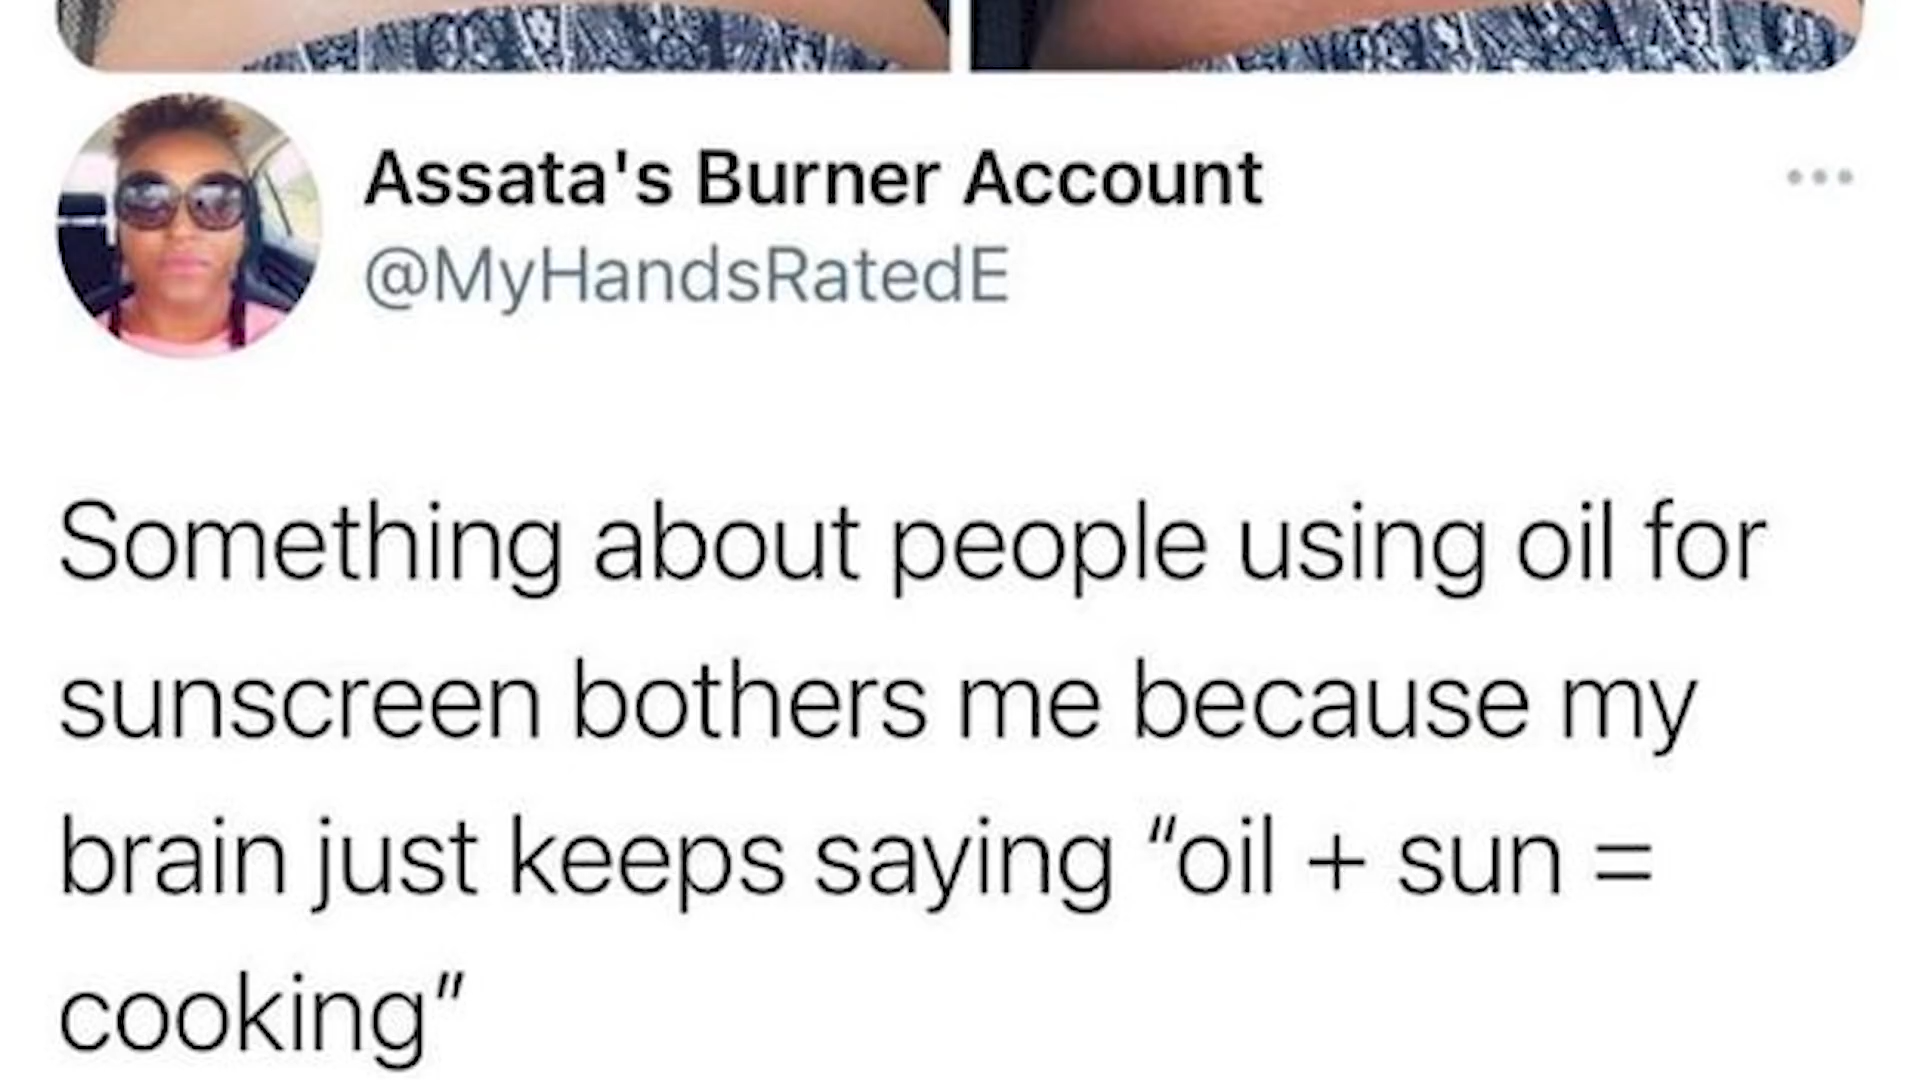 Assata's Burner Account
@MyHandsRatedE
Something about people using oil for
sunscreen bothers me because my
brain just keeps saying “oil + sun =
cooking”